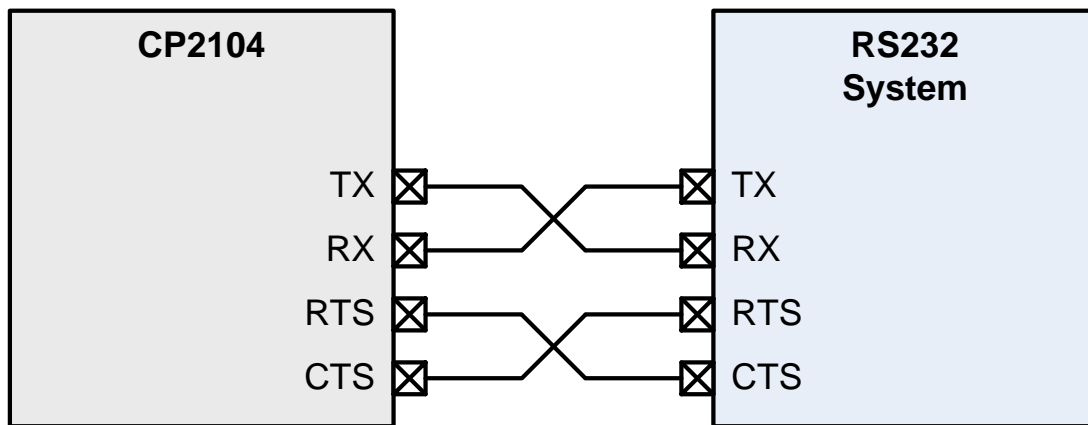 CP2104
TX
RX
RTS
CTS
RS232
System
TX
RX
RTS
CTS